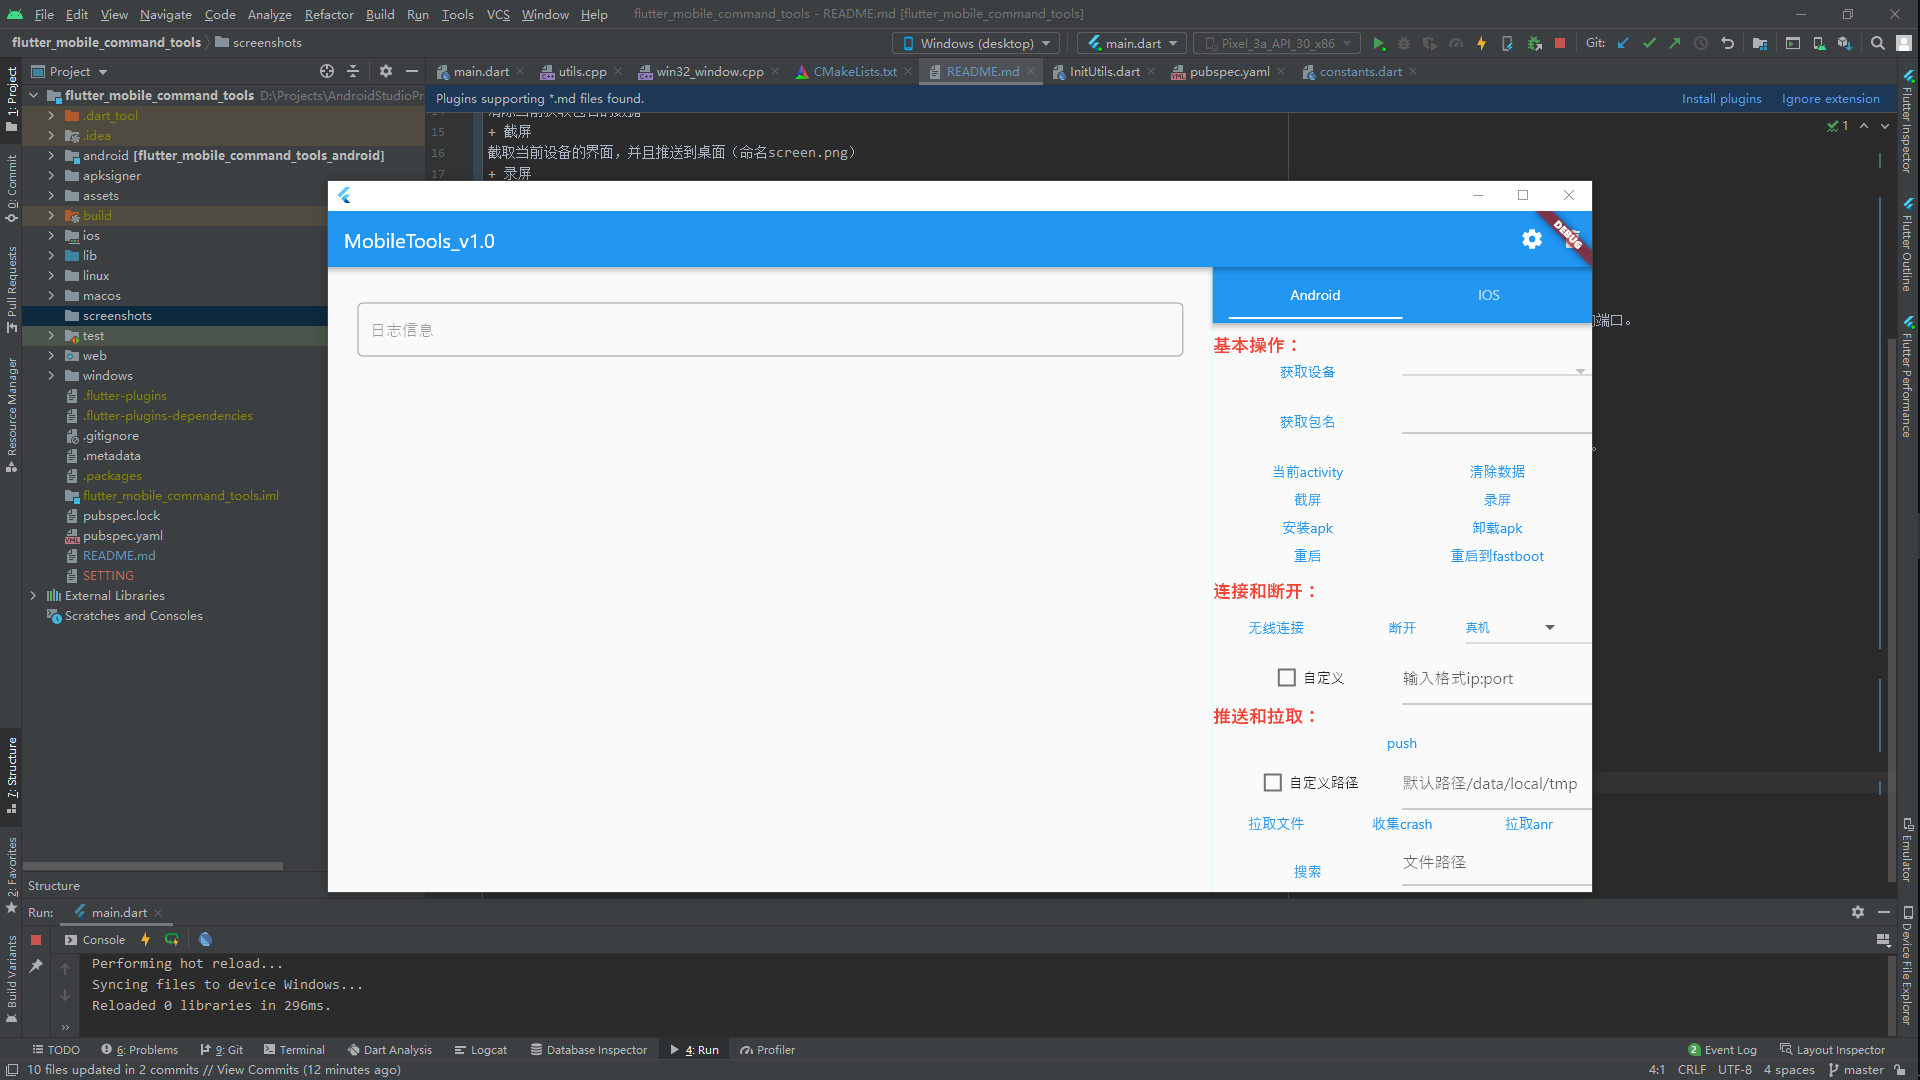 File Edit View Navigate Code Analyze Refactor Build Run Tools VCS Window Help flutter_mobile_command_tools - README.md [flutter_mobile_command_tools]
flutter_mobile_command_tools screenshots Windows (desktop) main.dart Pixel_3a_API_30_x86 Git:
Project main.dart utils.cpp win32_window.cpp CMakeLists.txt README.md InitUtils.dart pubspec.yaml constants.dart
Plugins supporting *.md files found. Install plugins Ignore extension
flutter_mobile_command_tools D:\Projects\AndroidStudioPr
.dart_tool
.idea
android [flutter_mobile_command_tools_android]
apksigner
assets
build
ios
lib
linux
macos
screenshots
test
web
windows
.flutter-plugins
.flutter-plugins-dependencies
.gitignore
.metadata
.packages
flutter_mobile_command_tools.iml
pubspec.lock
pubspec.yaml
README.md
SETTING
External Libraries
Scratches and Consoles
15 + 截屏
16 截取当前设备的界面，并且推送到桌面（命名screen.png）
17 + 录屏
1
端口。
MobileTools_v1.0
DEBUG
日志信息
Android IOS
基本操作：
获取设备
获取包名
当前activity 清除数据
截屏 录屏
安装apk 卸载apk
重启 重启到fastboot
连接和断开：
无线连接 断开 真机
自定义 输入格式ip:port
推送和拉取：
push
自定义路径 默认路径/data/local/tmp
拉取文件 收集crash 拉取anr
搜索 文件路径
1: Project
0: Commit
Pull Requests
Resource Manager
7: Structure
2: Favorites
Build Variants
Flutter Inspector
Flutter Outline
Flutter Performance
Emulator
Device File Explorer
Structure
Run: main.dart
Console
Performing hot reload...
Syncing files to device Windows...
Reloaded 0 libraries in 296ms.
TODO 6: Problems 9: Git Terminal Dart Analysis Logcat Database Inspector 4: Run Profiler 2 Event Log Layout Inspector
10 files updated in 2 commits // View Commits (12 minutes ago) 4:1 CRLF UTF-8 4 spaces master